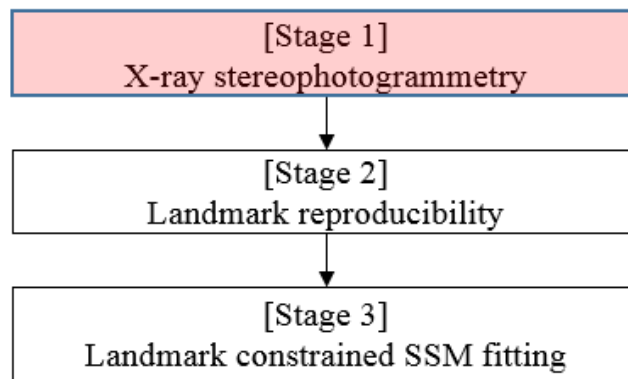 [Stage 1]
X-ray stereophotogrammetry
[Stage 2]
Landmark reproducibility
[Stage 3]
Landmark constrained SSM fitting